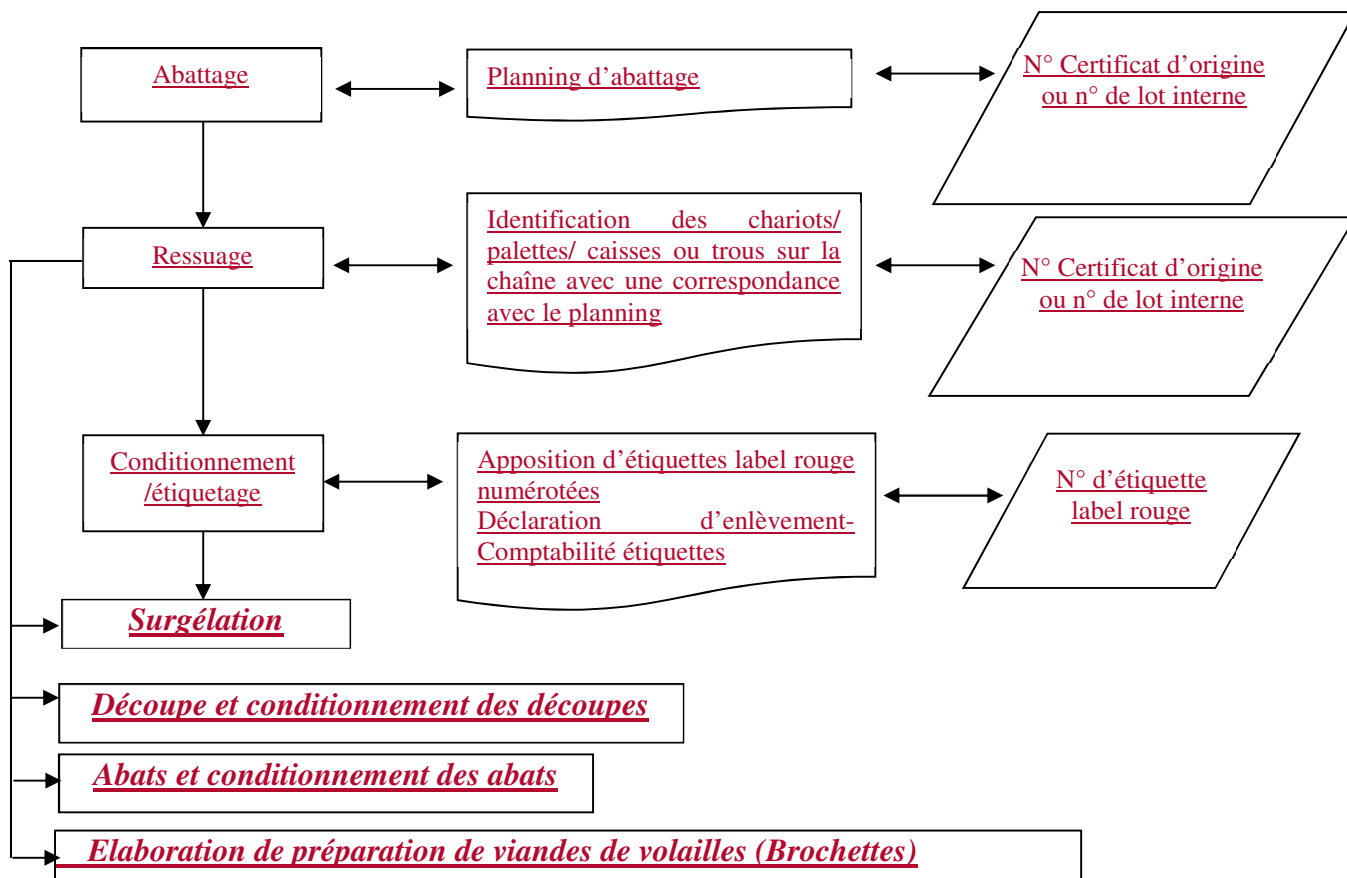 Abattage
Planning d’abattage
N° Certificat d’origine
ou n° de lot interne
Ressuage
Identification des chariots/
palettes/ caisses ou trous sur la
chaîne avec une correspondance
avec le planning
N° Certificat d’origine
ou n° de lot interne
Conditionnement
/étiquetage
Apposition d’étiquettes label rouge
numérotées
Déclaration d’enlèvement-
Comptabilité étiquettes
N° d’étiquette
label rouge
Surgélation
Découpe et conditionnement des découpes
Abats et conditionnement des abats
Elaboration de préparation de viandes de volailles (Brochettes)